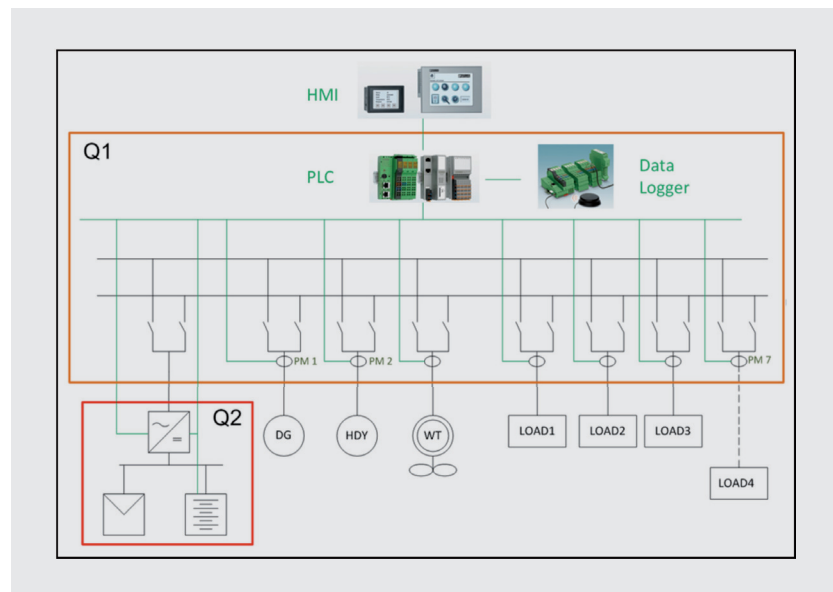 HMI
Q1
PLC
Data
Logger
PM 1
PM 2
PM 7
Q2
DG
HDY
WT
LOAD1
LOAD2
LOAD3
LOAD4